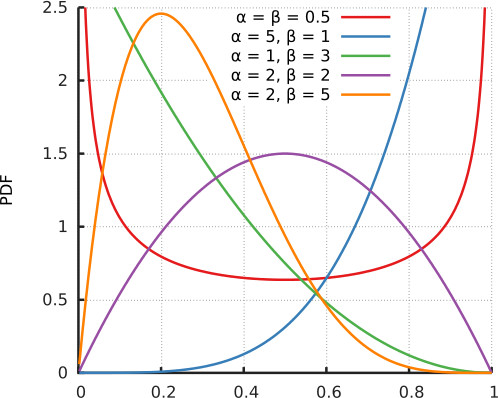 2.5
2
1.5
1
0.5
0
PDF
α = β = 0.5
α = 5, β = 1
α = 1, β = 3
α = 2, β = 2
α = 2, β = 5
0 0.2 0.4 0.6 0.8 1